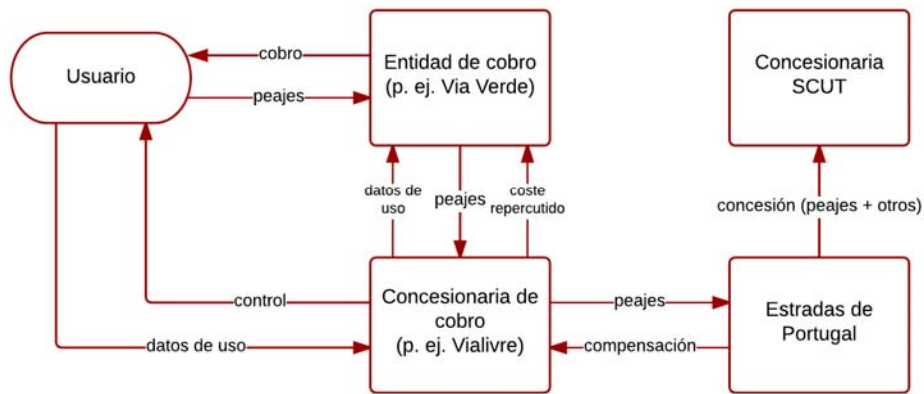 Usuario
cobro
peajes
Entidad de cobro
(p. ej. Via Verde)
Concesionaria
SCUT
datos de
uso
peajes
coste
repercutido
concesión (peajes + otros)
control
datos de uso
Concesionaria de
cobro
(p. ej. Vialivre)
peajes
compensación
Estradas de
Portugal